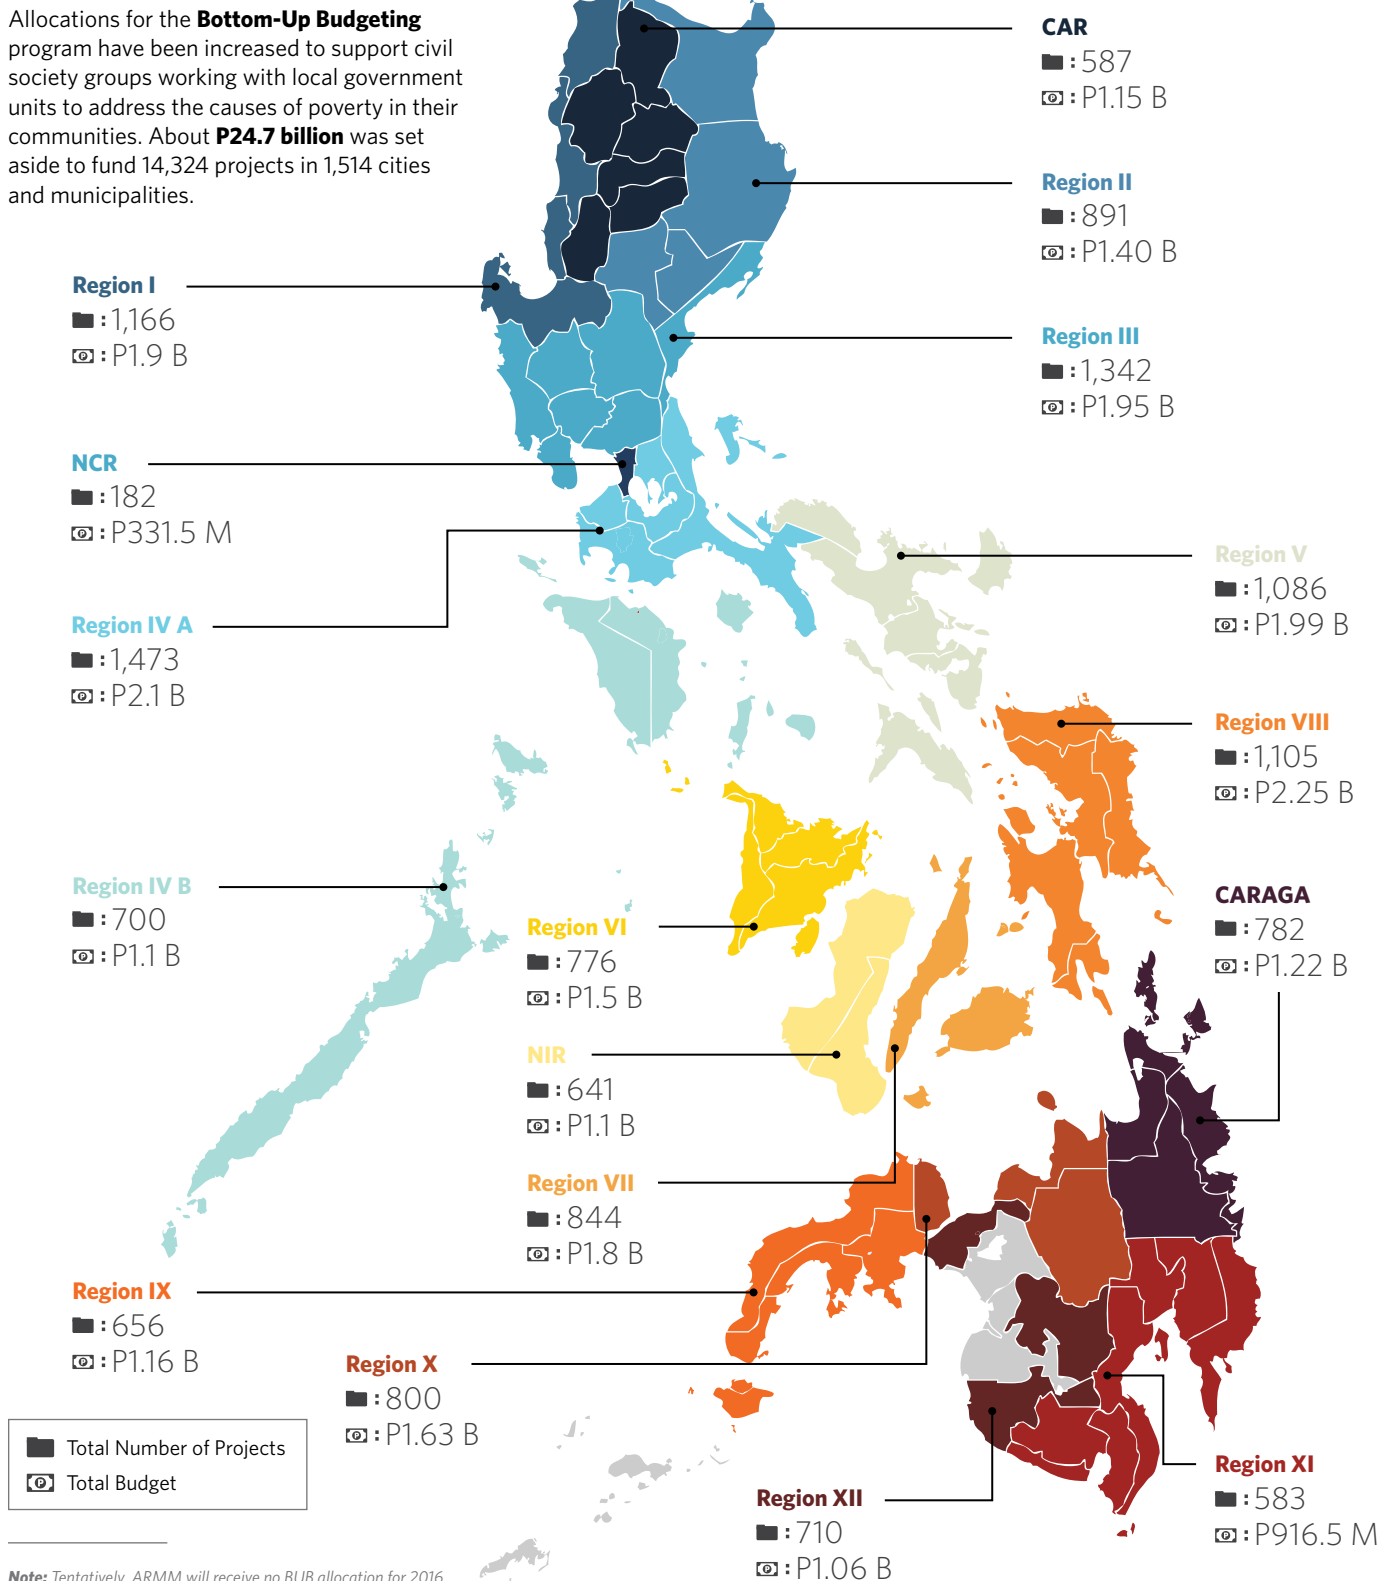 Allocations for the Bottom-Up Budgeting
program have been increased to support civil
society groups working with local government
units to address the causes of poverty in their
communities. About P24.7 billion was set
aside to fund 14,324 projects in 1,514 cities
and municipalities.
CAR
: 587
: P1.15 B
Region II
: 891
: P1.40 B
Region I
: 1,166
: P1.9 B
Region III
: 1,342
: P1.95 B
NCR
: 182
: P331.5 M
Region V
: 1,086
: P1.99 B
Region IV A
: 1,473
: P2.1 B
Region VIII
: 1,105
: P2.25 B
Region IV B
: 700
: P1.1 B
CARAGA
: 782
: P1.22 B
Region VI
: 776
: P1.5 B
NIR
: 641
: P1.1 B
Region VII
: 844
: P1.8 B
Region IX
: 656
: P1.16 B
Region X
: 800
: P1.63 B
Total Number of Projects
Total Budget
Region XI
: 583
: P916.5 M
Region XII
: 710
: P1.06 B
Note: Tentatively, ARMM will receive no BUB allocation for 2016